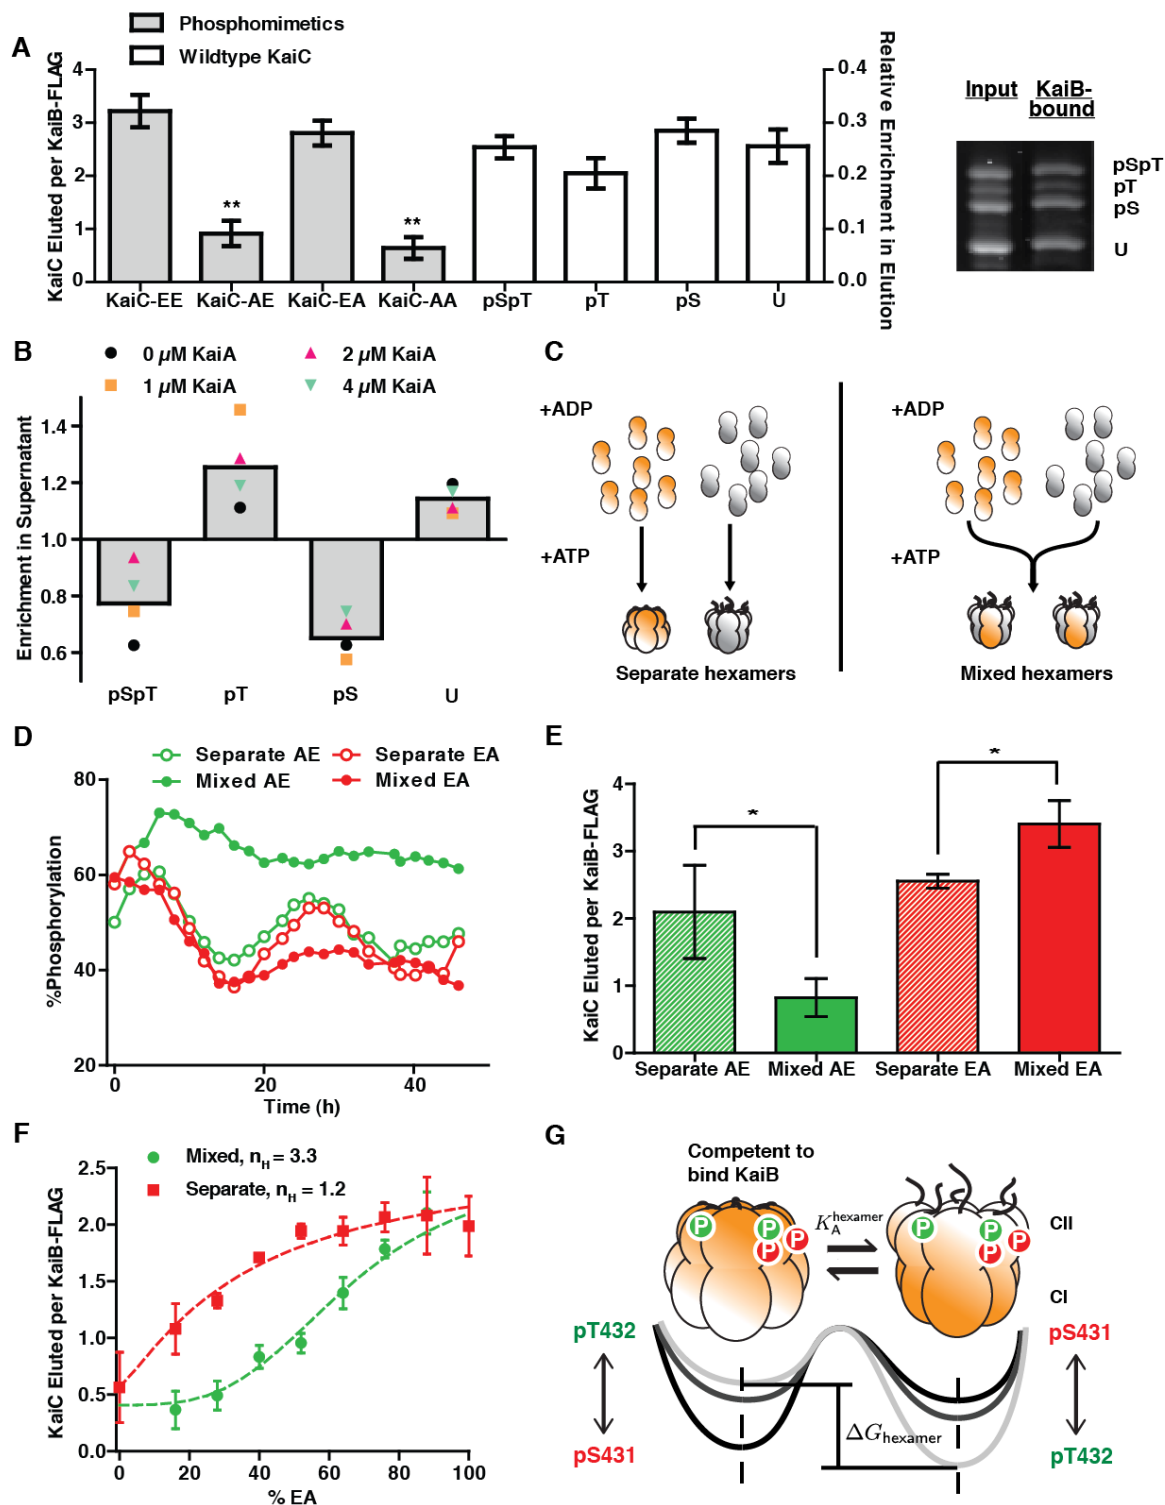 A
Phosphomimetics
Wildtype KaiC
KaiC Eluted per KaiB-FLAG
4
3
2
1
0
0.4
0.3
0.2
0.1
0.0
Relative Enrichment in Elution
**
**
KaiC-EE
KaiC-AE
KaiC-EA
KaiC-AA
pSpT
pT
pS
U
Input
KaiB-
bound
pSpT
pT
pS
U
B
0 µM KaiA
2 µM KaiA
1 µM KaiA
4 µM KaiA
Enrichment in Supernatant
1.4
1.2
1.0
0.8
0.6
pSpT
pT
pS
U
C
+ADP
+ATP
Separate hexamers
+ADP
+ATP
Mixed hexamers
D
Separate AE
Separate EA
Mixed AE
Mixed EA
%Phosphorylation
80
60
40
20
0
20
40
Time (h)
E
KaiC Eluted per KaiB-FLAG
4
3
2
1
0
*
*
Separate AE
Mixed AE
Separate EA
Mixed EA
F
Mixed, nH = 3.3
Separate, nH = 1.2
KaiC Eluted per KaiB-FLAG
2.5
2.0
1.5
1.0
0.5
0.0
0
20
40
60
80
100
% EA
G
Competent to
bind KaiB
P
P
P
P
K_A^hexamer
P
P
P
P
CII
CI
pT432
pS431
pS431
pT432
ΔG_hexamer